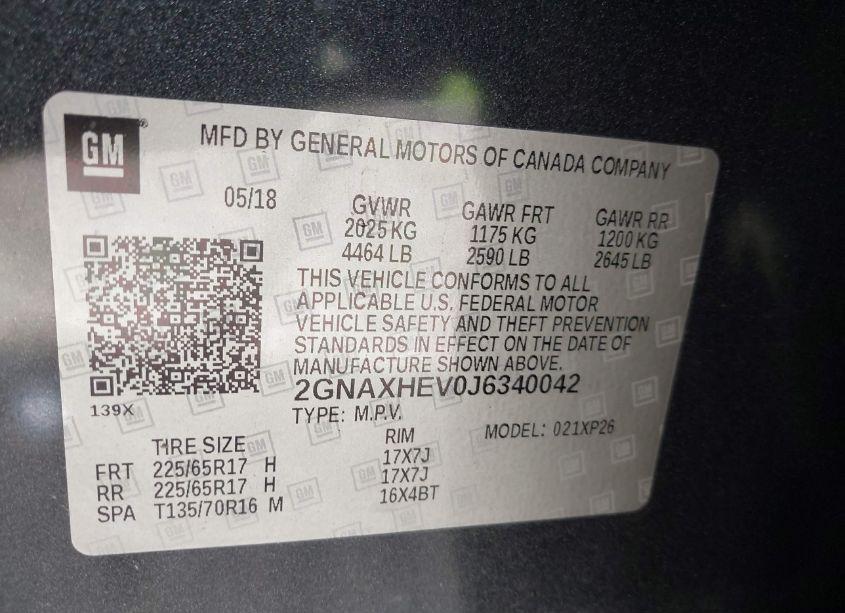 GM
MFD BY GENERAL MOTORS OF CANADA COMPANY
05/18
GVWR GAWR FRT GAWR RR
2025 KG 1175 KG 1200 KG
4464 LB 2590 LB 2645 LB
THIS VEHICLE CONFORMS TO ALL
APPLICABLE U.S. FEDERAL MOTOR
VEHICLE SAFETY AND THEFT PREVENTION
STANDARDS IN EFFECT ON THE DATE OF
MANUFACTURE SHOWN ABOVE.
2GNAXHEV0J6340042
139X
TYPE: M.P.V. MODEL: 021XP26
TIRE SIZE RIM
FRT 225/65R17 H 17X7J
RR 225/65R17 H 17X7J
SPA T135/70R16 M 16X4BT